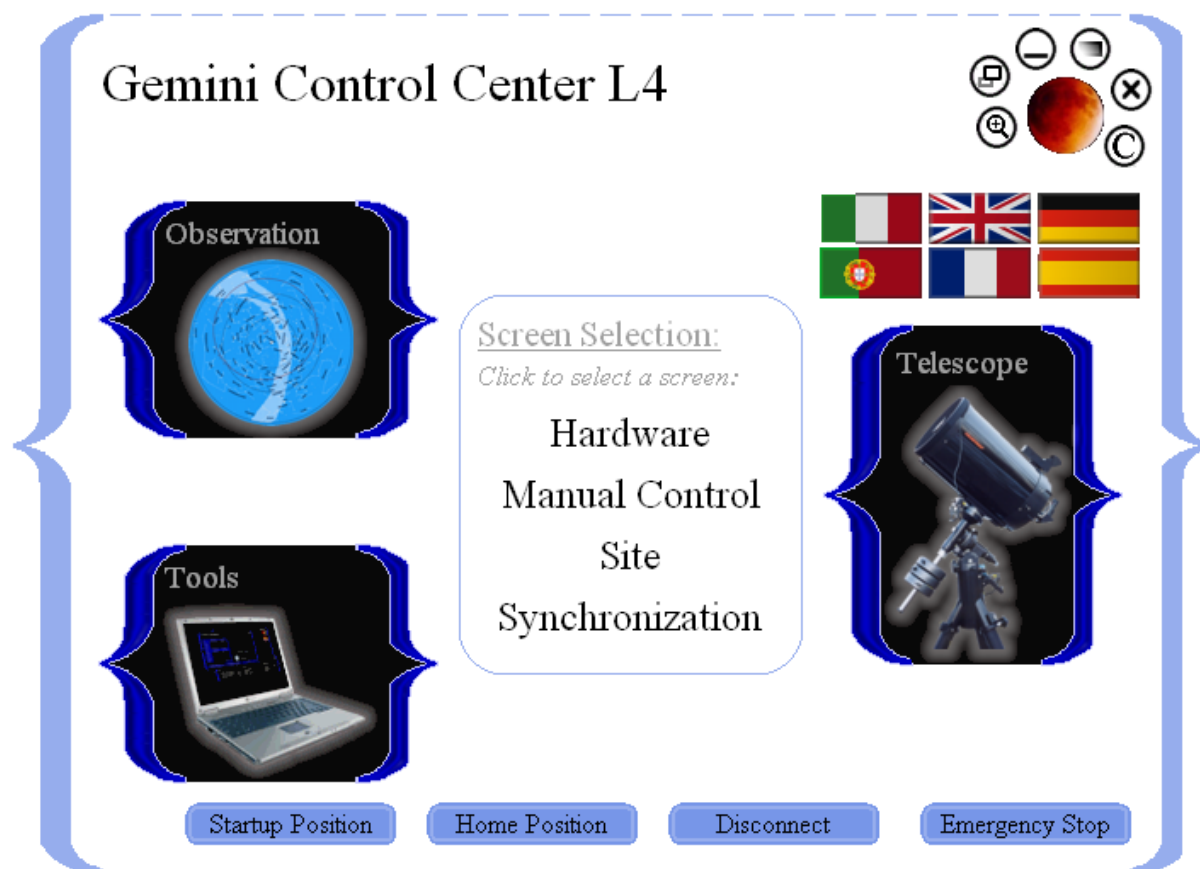 Gemini Control Center L4
©
Observation
Screen Selection:
Click to select a screen:
Hardware
Manual Control
Site
Synchronization
Telescope
Tools
Startup Position
Home Position
Disconnect
Emergency Stop